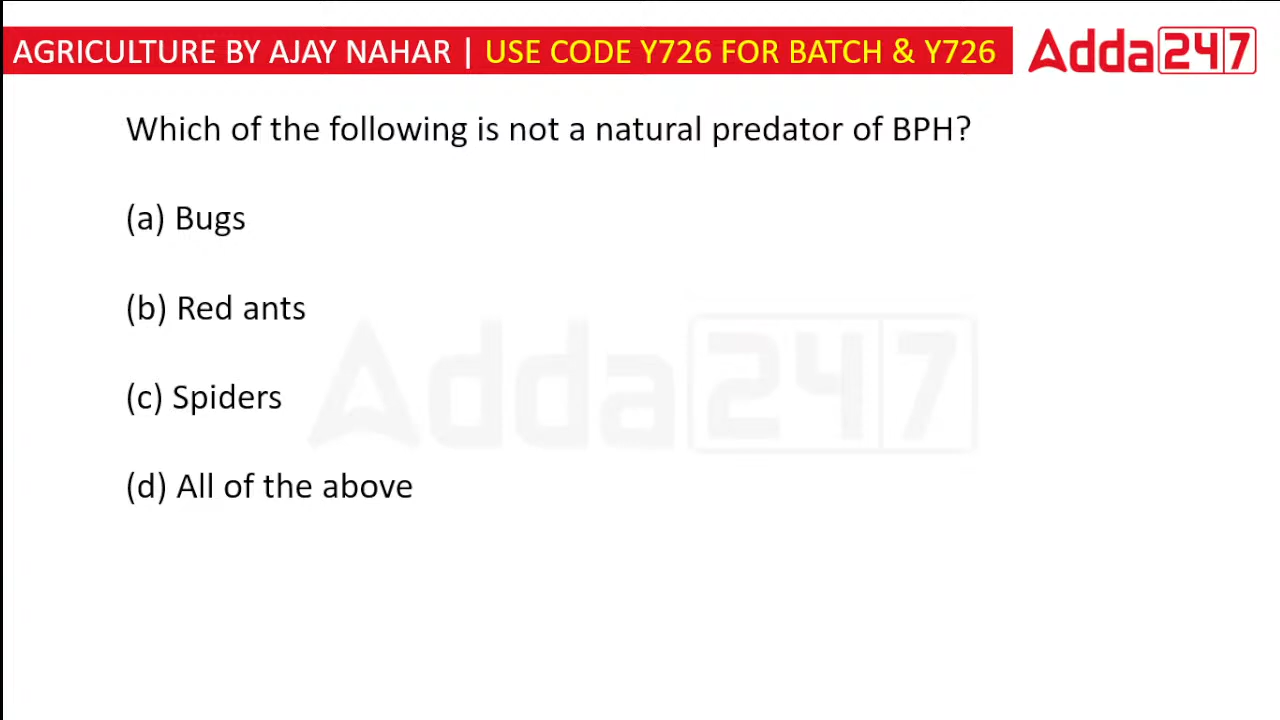 AGRICULTURE BY AJAY NAHAR | USE CODE Y726 FOR BATCH & Y726
Adda247
Which of the following is not a natural predator of BPH?
(a) Bugs
(b) Red ants
(c) Spiders
(d) All of the above
Adda247